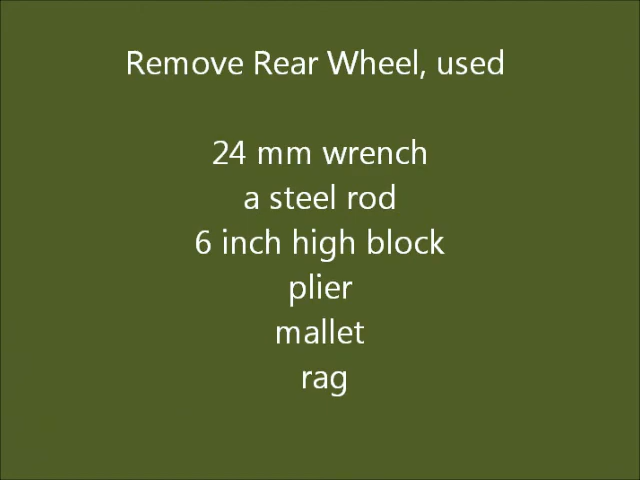 Remove Rear Wheel, used
24 mm wrench
a steel rod
6 inch high block
plier
mallet
rag